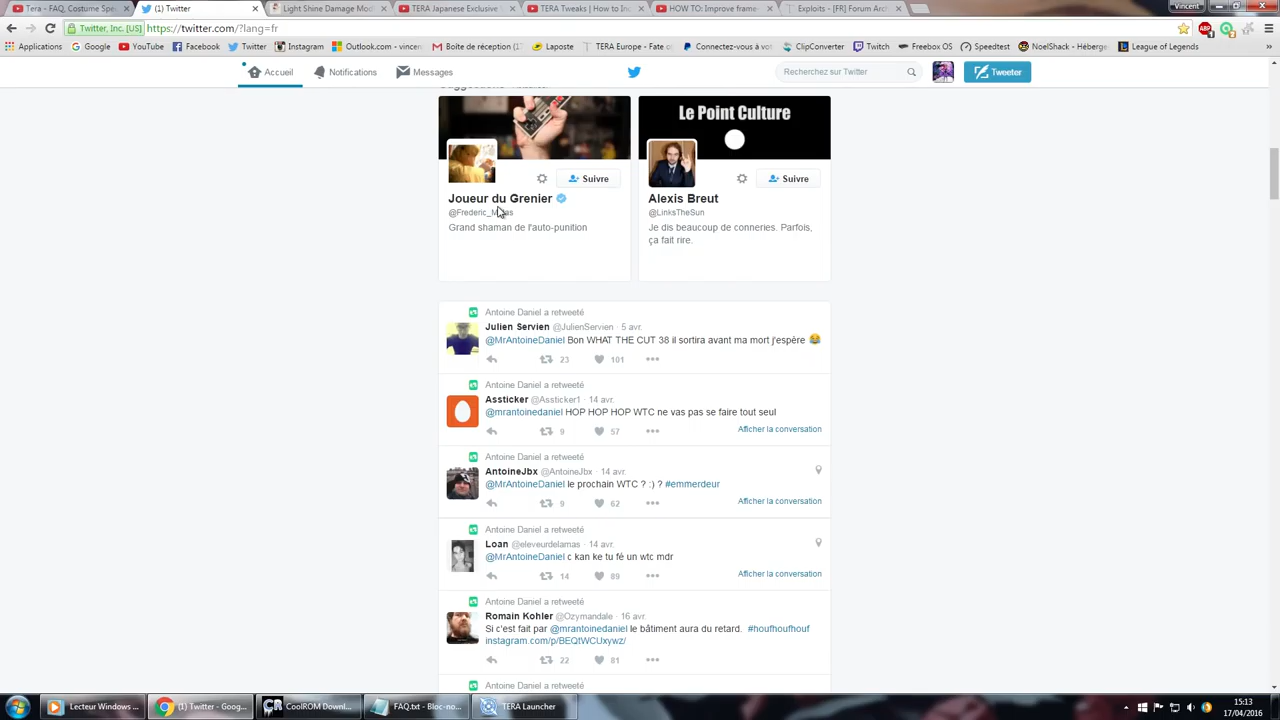 Vincent
Tera - FAQ, Costume Spe
(1) Twitter
Light Shine Damage Mod
TERA Japanese Exclusive
TERA Tweaks | How to Inc
HOW TO: Improve frame
Exploits - [FR] Forum Arch
Twitter, Inc. [US] https://twitter.com/?lang=fr
Applications
Google
YouTube
Facebook
Twitter
Instagram
Outlook.com - vincen
Boîte de réception (1
Laposte
TERA Europe - Fate o
Connectez-vous à vo
ClipConverter
Twitch
Freebox OS
Speedtest
NoelShack - Héberg
League of Legends
Accueil
Notifications
Messages
Recherchez sur Twitter
Tweeter
Le Point Culture
Suivre
Suivre
Joueur du Grenier
Alexis Breut
@LinksTheSun
Grand shaman de l'auto-punition
Je dis beaucoup de conneries. Parfois,
ça fait rire.
Antoine Daniel a retweeté
Julien Servien @JulienServien · 5 avr.
@MrAntoineDaniel Bon WHAT THE CUT 38 il sortira avant ma mort j'espère 😂
23 101
Antoine Daniel a retweeté
Assticker @Assticker1 · 14 avr.
@mrantoinedaniel HOP HOP HOP WTC ne vas pas se faire tout seul
9 57
Afficher la conversation
Antoine Daniel a retweeté
AntoineJbx @AntoineJbx · 14 avr.
@MrAntoineDaniel le prochain WTC ? :) ? #emmerdeur
9 62
Afficher la conversation
Antoine Daniel a retweeté
Loan @eleveurdelamas · 14 avr.
@MrAntoineDaniel c kan ke tu fé un wtc mdr
14 89
Afficher la conversation
Antoine Daniel a retweeté
Romain Kohler @Ozymandale · 16 avr.
Si c'est fait par @mrantoinedaniel le bâtiment aura du retard. #houfhoufhouf
instagram.com/p/BEQtWCUxywz/
22 81
Antoine Daniel a retweeté
Lecteur Windows ...
(1) Twitter - Goog...
CoolROM Downl...
FAQ.txt - Bloc-no...
TERA Launcher
15:13
17/04/2016